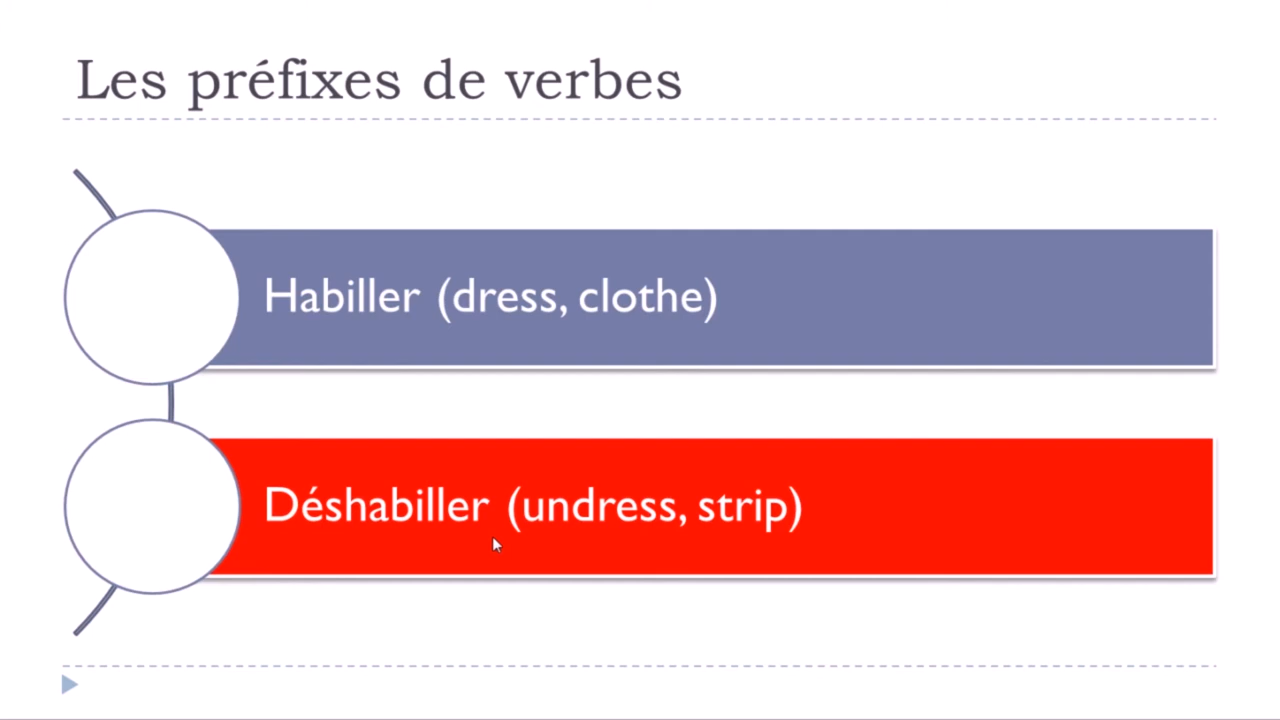 Les préfixes de verbes
Habiller (dress, clothe)
Déshabiller (undress, strip)